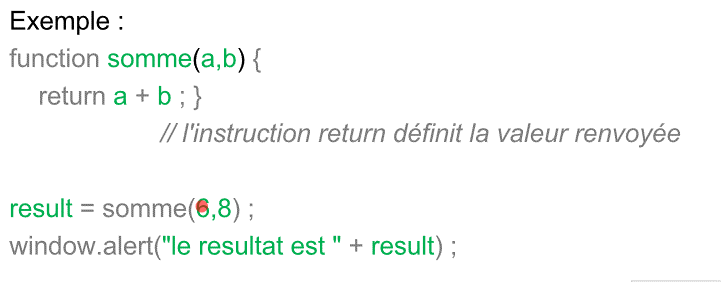 Exemple :
function somme(a,b) {
return a + b ; }
// l'instruction return définit la valeur renvoyée
result = somme(6,8) ;
window.alert("le resultat est " + result) ;